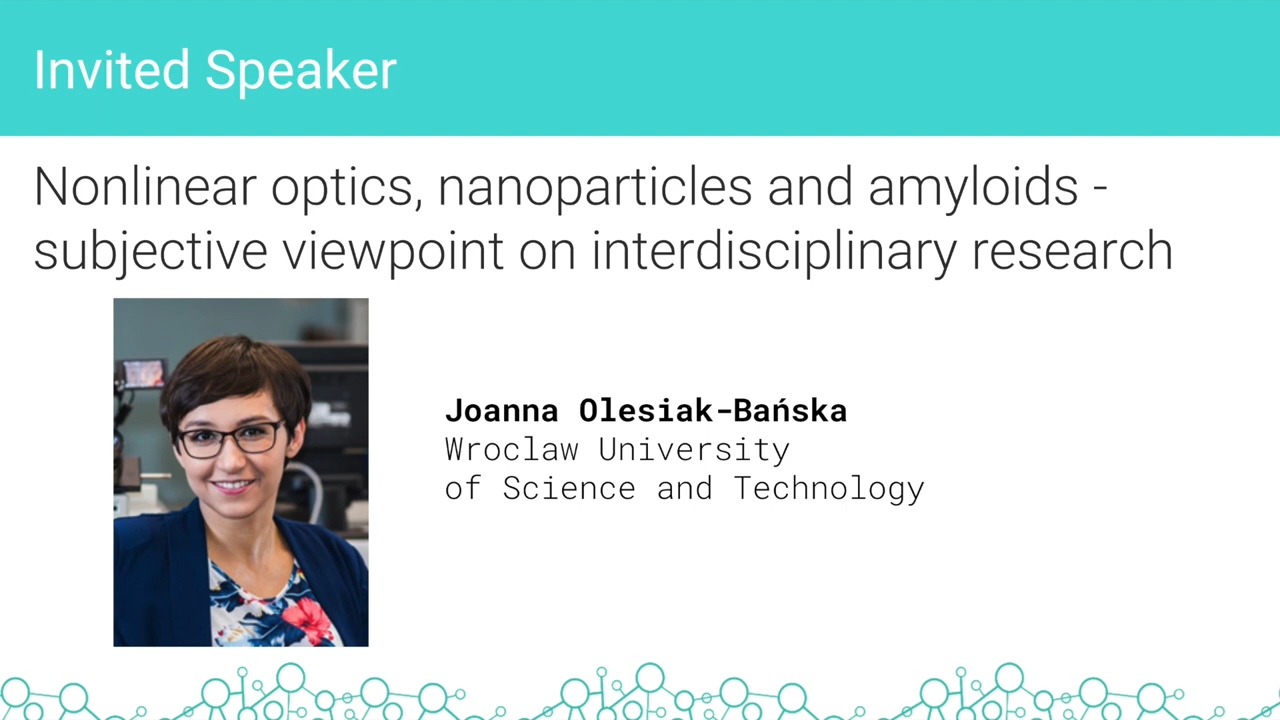 Invited Speaker
Nonlinear optics, nanoparticles and amyloids -
subjective viewpoint on interdisciplinary research
Joanna Olesiak-Bańska
Wroclaw University
of Science and Technology